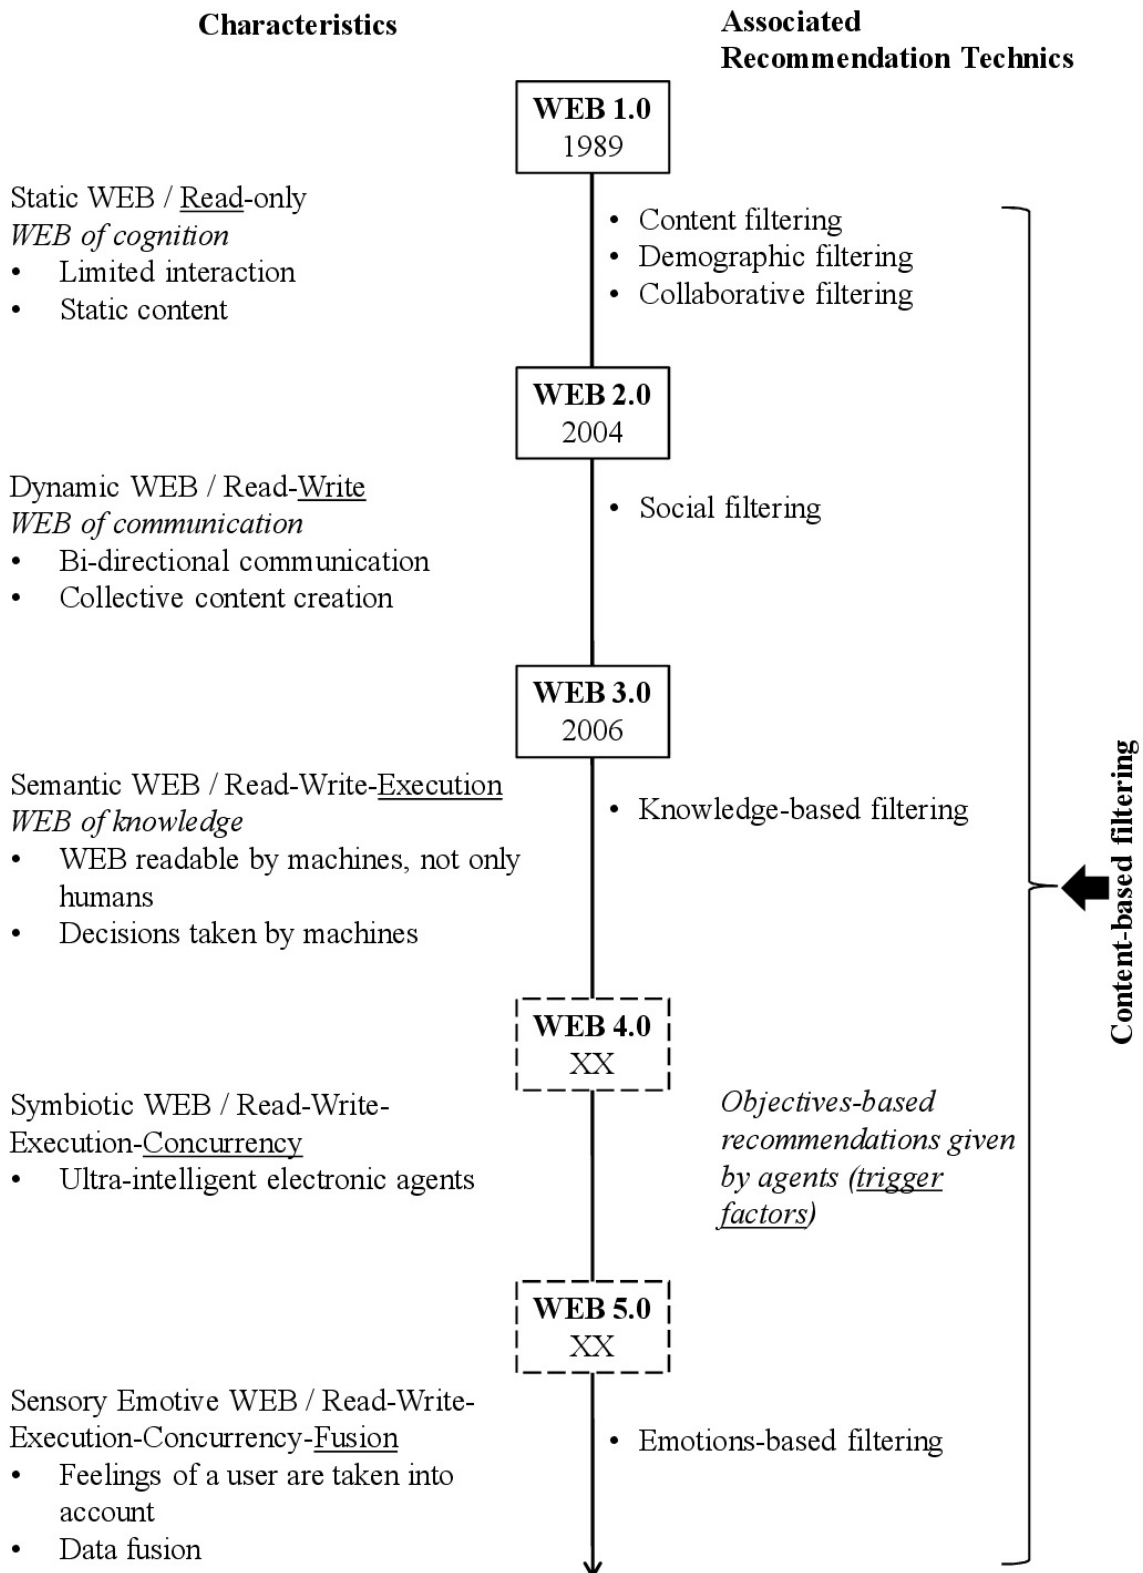 Characteristics
Associated
Recommendation Technics
WEB 1.0
1989
Static WEB / Read-only
WEB of cognition
• Limited interaction
• Static content
• Content filtering
• Demographic filtering
• Collaborative filtering
WEB 2.0
2004
Dynamic WEB / Read-Write
WEB of communication
• Bi-directional communication
• Collective content creation
• Social filtering
WEB 3.0
2006
Semantic WEB / Read-Write-Execution
WEB of knowledge
• WEB readable by machines, not only
humans
• Decisions taken by machines
• Knowledge-based filtering
Content-based filtering
WEB 4.0
XX
Symbiotic WEB / Read-Write-
Execution-Concurrency
• Ultra-intelligent electronic agents
Objectives-based
recommendations given
by agents (trigger
factors)
WEB 5.0
XX
Sensory Emotive WEB / Read-Write-
Execution-Concurrency-Fusion
• Feelings of a user are taken into
account
• Data fusion
• Emotions-based filtering